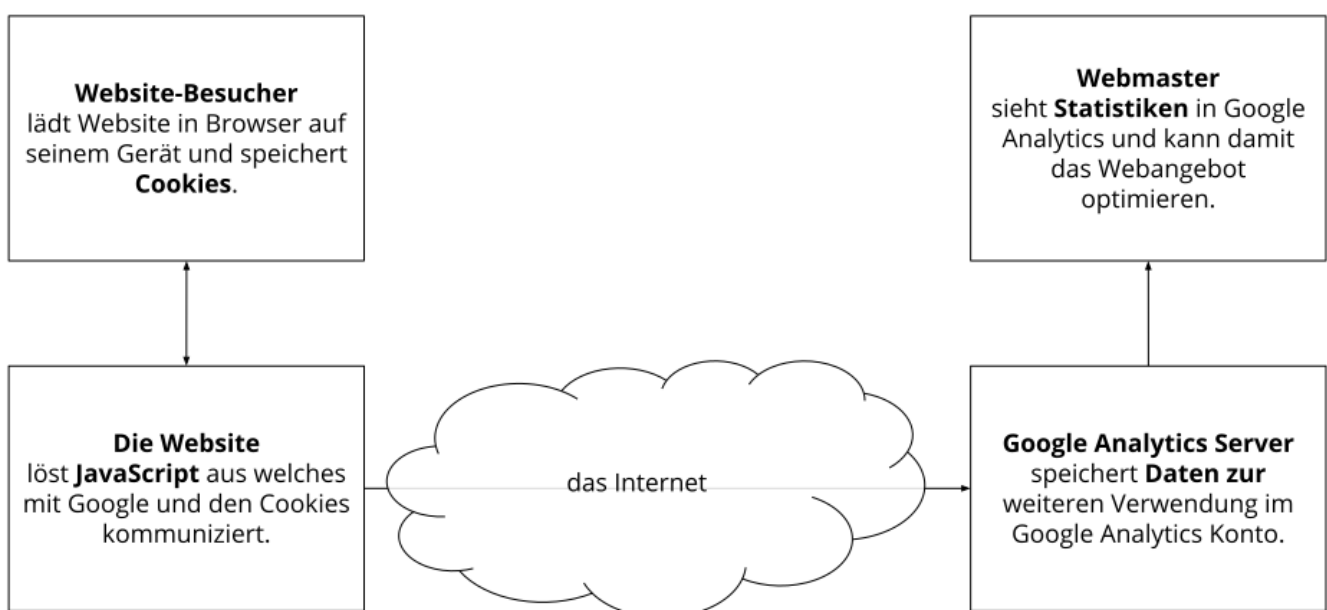 Website-Besucher
lädt Website in Browser auf
seinem Gerät und speichert
Cookies.
Webmaster
sieht Statistiken in Google
Analytics und kann damit
das Webangebot
optimieren.
Die Website
löst JavaScript aus welches
mit Google und den Cookies
kommuniziert.
das Internet
Google Analytics Server
speichert Daten zur
weiteren Verwendung im
Google Analytics Konto.